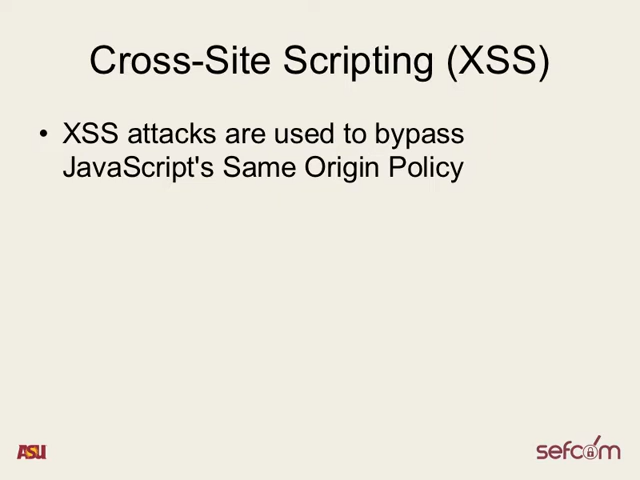 Cross-Site Scripting (XSS)
• XSS attacks are used to bypass
JavaScript's Same Origin Policy
ASU
sefcom